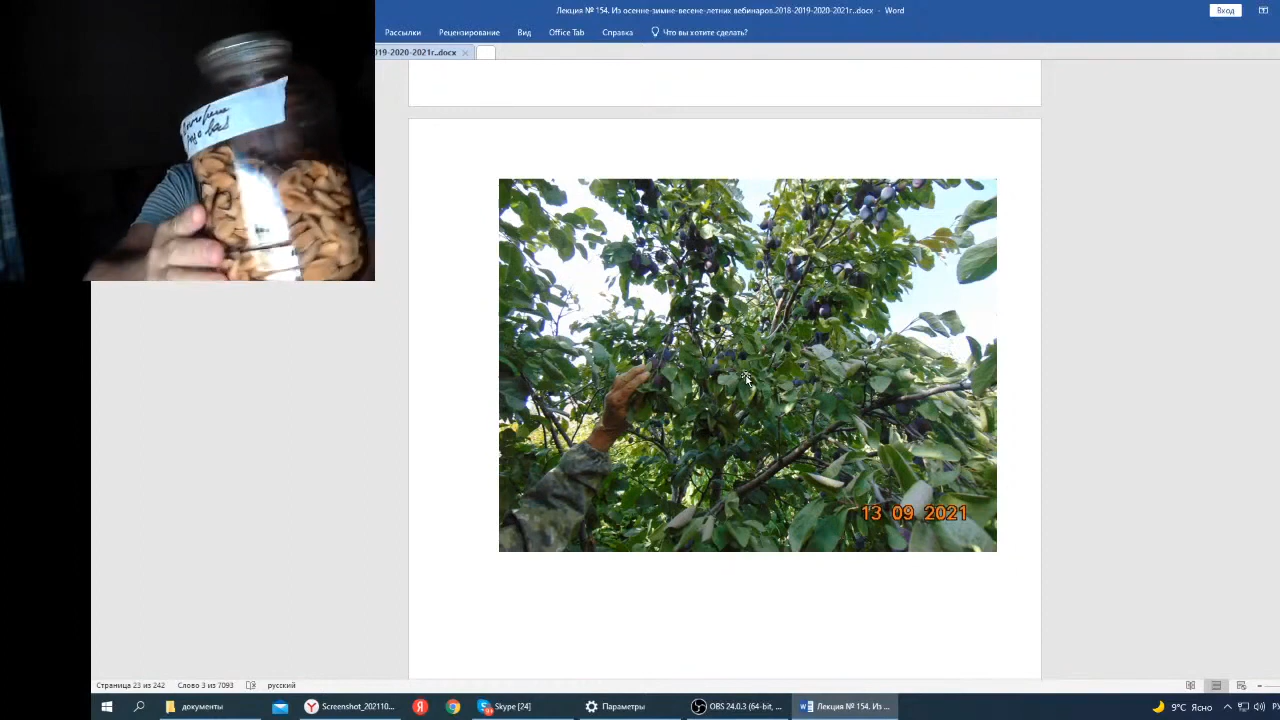 Лекция № 154. Из осенне-зимне-весене-летних вебинаров.2018-2019-2020-2021г..docx - Word
Вход
Рассылки Рецензирование Вид Office Tab Справка Что вы хотите сделать?
019-2020-2021г..docx
13 09 2021
Страница 23 из 242 Слово 3 из 7093 русский
документы
Screenshot_202110...
Skype [24]
Параметры
OBS 24.0.3 (64-bit, ...
Лекция № 154. Из ...
9°C Ясно